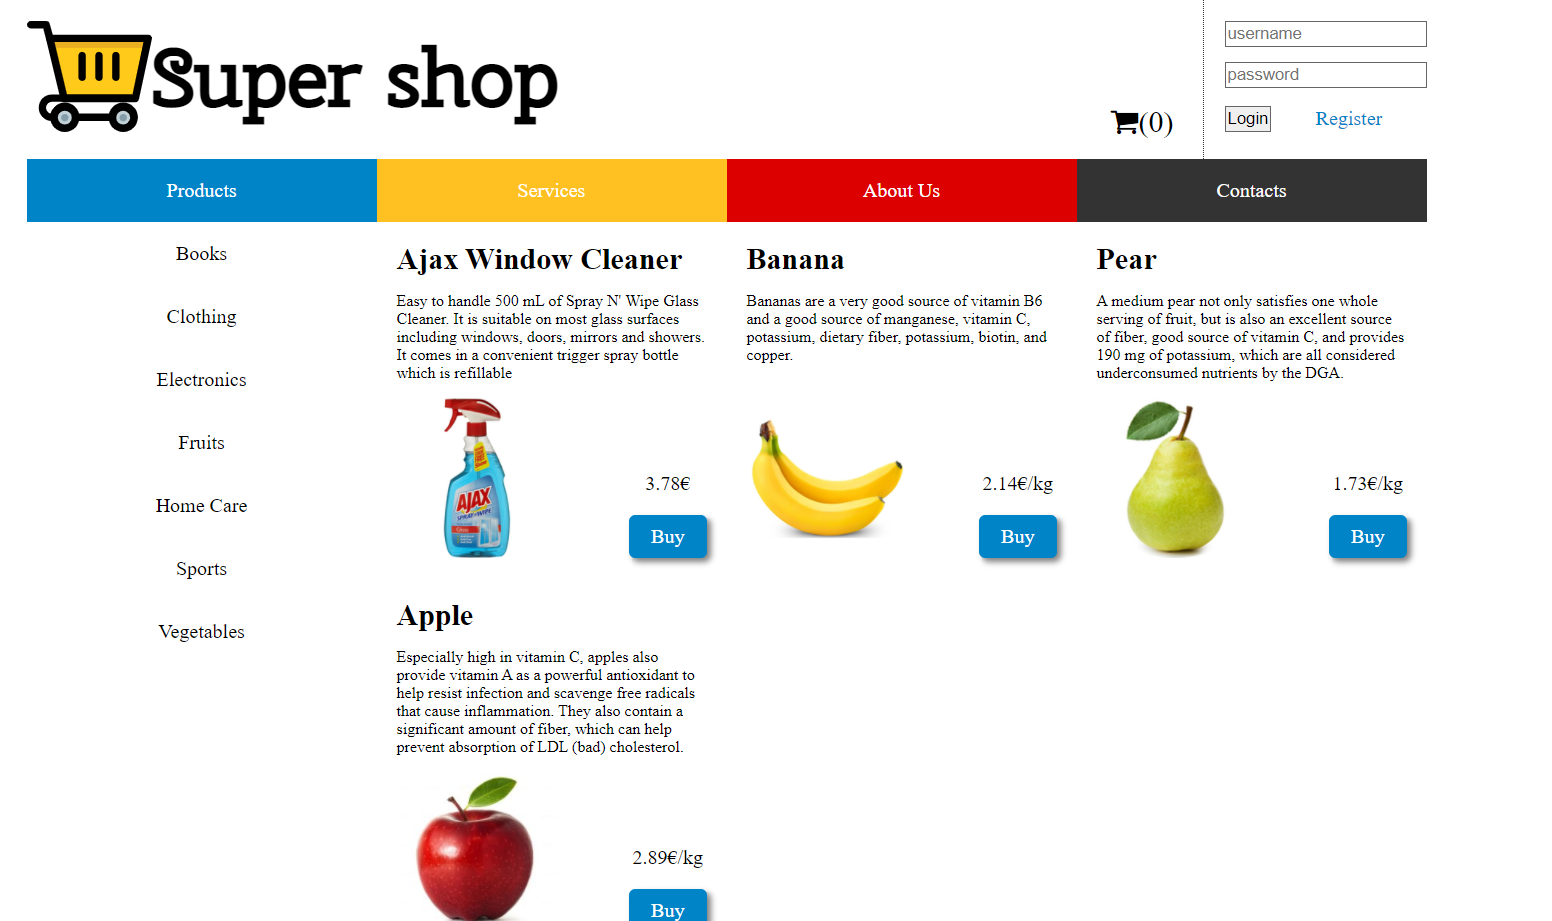 Super shop
(0)
username
password
Login
Register
Products
Services
About Us
Contacts
Books
Clothing
Electronics
Fruits
Home Care
Sports
Vegetables
Ajax Window Cleaner
Easy to handle 500 mL of Spray N' Wipe Glass
Cleaner. It is suitable on most glass surfaces
including windows, doors, mirrors and showers.
It comes in a convenient trigger spray bottle
which is refillable
AJAX
SPRAY n WIPE
3.78€
Buy
Banana
Bananas are a very good source of vitamin B6
and a good source of manganese, vitamin C,
potassium, dietary fiber, potassium, biotin, and
copper.
2.14€/kg
Buy
Pear
A medium pear not only satisfies one whole
serving of fruit, but is also an excellent source
of fiber, good source of vitamin C, and provides
190 mg of potassium, which are all considered
underconsumed nutrients by the DGA.
1.73€/kg
Buy
Apple
Especially high in vitamin C, apples also
provide vitamin A as a powerful antioxidant to
help resist infection and scavenge free radicals
that cause inflammation. They also contain a
significant amount of fiber, which can help
prevent absorption of LDL (bad) cholesterol.
2.89€/kg
Buy